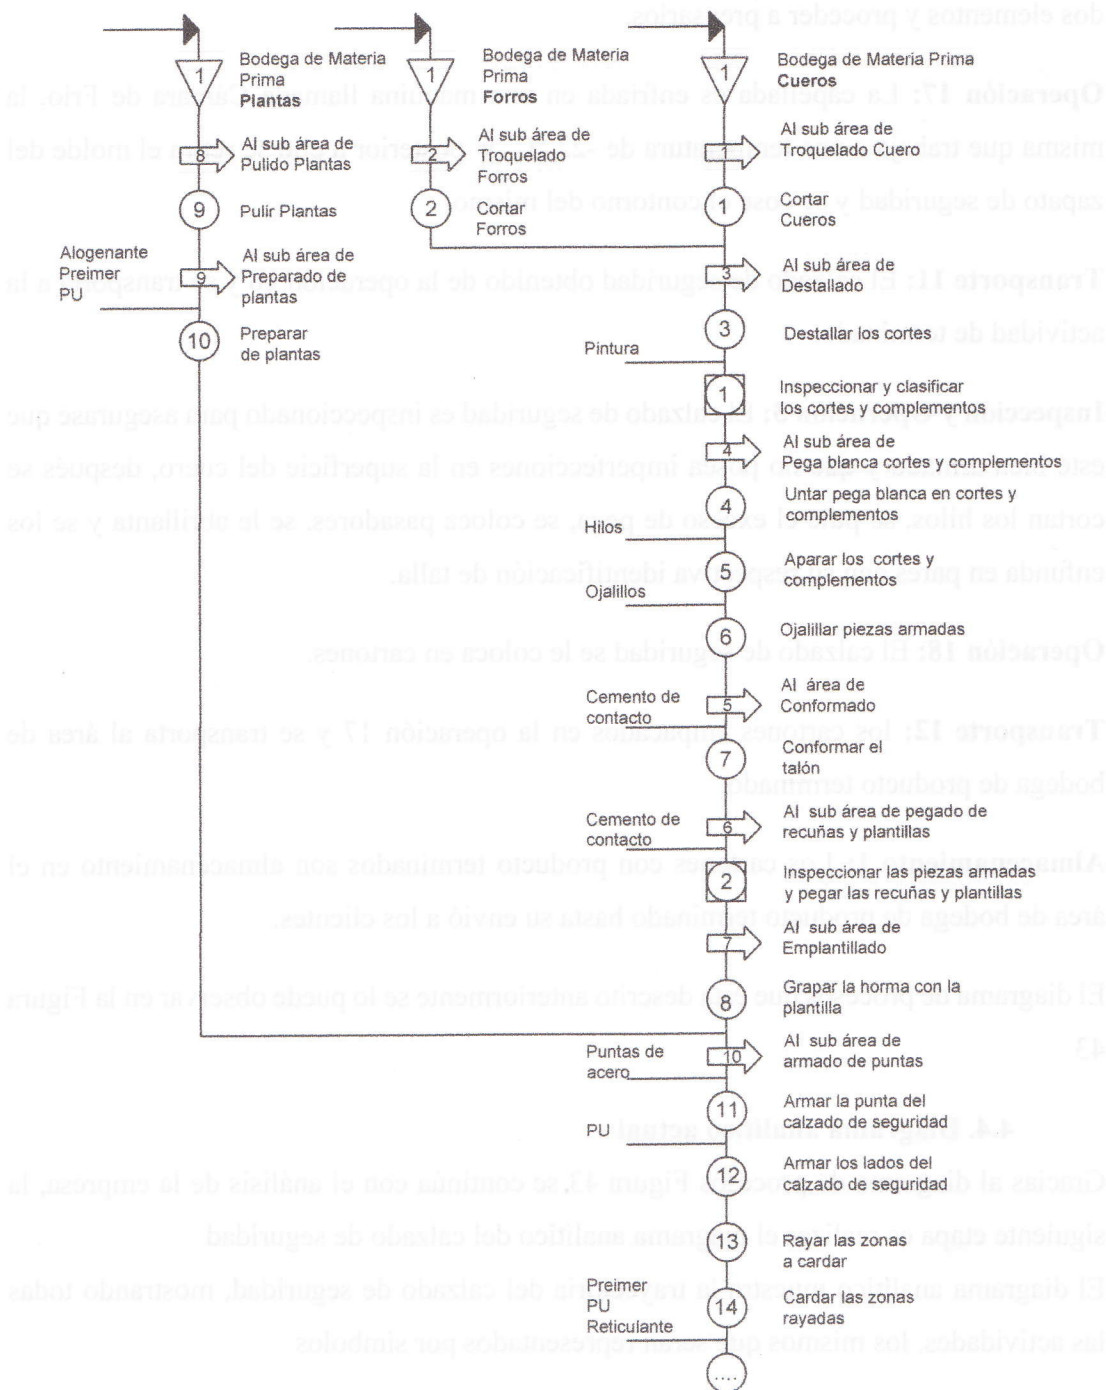 1
Bodega de Materia
Prima
Plantas
8
Al sub área de
Pulido Plantas
9
Pulir Plantas
Alogenante
Preimer
PU
9
Al sub área de
Preparado de
plantas
10
Preparar
de plantas
1
Bodega de Materia
Prima
Forros
2
Al sub área de
Troquelado
Forros
2
Cortar
Forros
1
Bodega de Materia Prima
Cueros
1
Al sub área de
Troquelado Cuero
1
Cortar
Cueros
3
Al sub área de
Destallado
3
Destallar los cortes
Pintura
1
Inspeccionar y clasificar
los cortes y complementos
4
Al sub área de
Pega blanca cortes y complementos
4
Untar pega blanca en cortes y
complementos
Hilos
5
Aparar los cortes y
complementos
Ojalillos
6
Ojalillar piezas armadas
5
Al área de
Conformado
Cemento de
contacto
7
Conformar el
talón
6
Al sub área de pegado de
recuñas y plantillas
Cemento de
contacto
2
Inspeccionar las piezas armadas
y pegar las recuñas y plantillas
7
Al sub área de
Emplantillado
8
Grapar la horma con la
plantilla
10
Al sub área de
armado de puntas
Puntas de
acero
11
Armar la punta del
calzado de seguridad
PU
12
Armar los lados del
calzado de seguridad
13
Rayar las zonas
a cardar
14
Cardar las zonas
rayadas
Preimer
PU
Reticulante
....